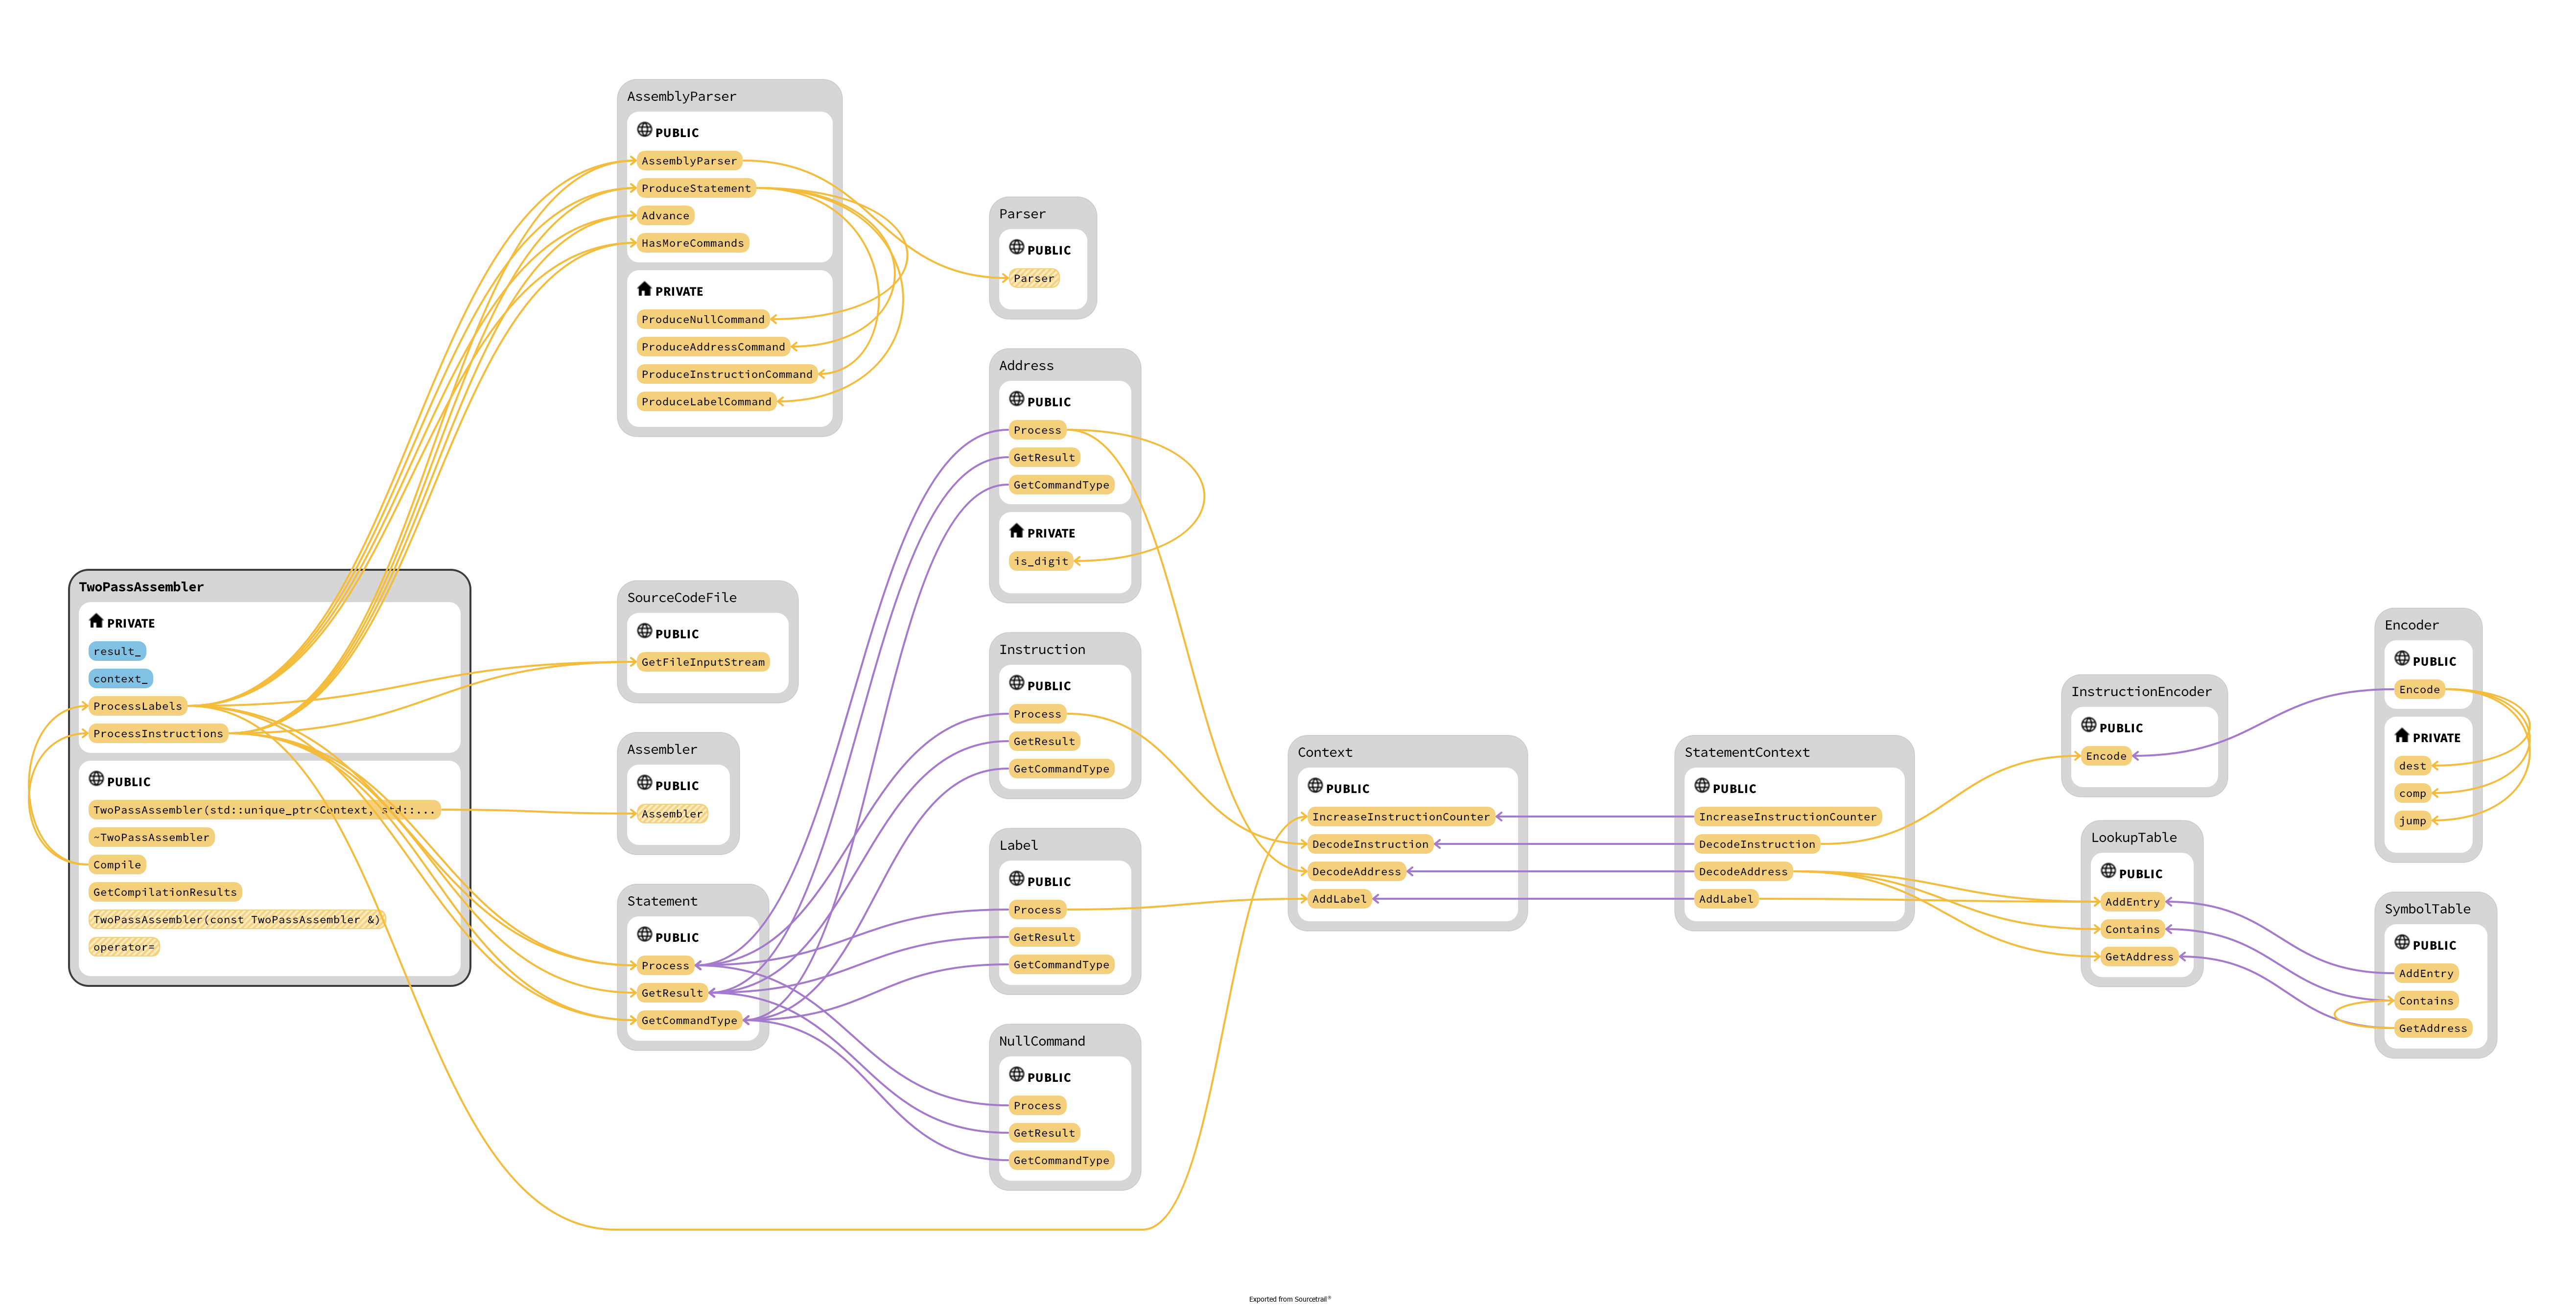 AssemblyParser
PUBLIC
AssemblyParser
ProduceStatement
Advance
HasMoreCommands
PRIVATE
ProduceNullCommand
ProduceAddressCommand
ProduceInstructionCommand
ProduceLabelCommand
Parser
PUBLIC
Parser
Address
PUBLIC
Process
GetResult
GetCommandType
PRIVATE
is_digit
TwoPassAssembler
PRIVATE
result_
context_
ProcessLabels
ProcessInstructions
PUBLIC
TwoPassAssembler(std::unique_ptr<Context, std::...
~TwoPassAssembler
Compile
GetCompilationResults
TwoPassAssembler(const TwoPassAssembler &)
operator=
SourceCodeFile
PUBLIC
GetFileInputStream
Assembler
PUBLIC
Assembler
Statement
PUBLIC
Process
GetResult
GetCommandType
Instruction
PUBLIC
Process
GetResult
GetCommandType
Label
PUBLIC
Process
GetResult
GetCommandType
NullCommand
PUBLIC
Process
GetResult
GetCommandType
Context
PUBLIC
IncreaseInstructionCounter
DecodeInstruction
DecodeAddress
AddLabel
StatementContext
PUBLIC
IncreaseInstructionCounter
DecodeInstruction
DecodeAddress
AddLabel
InstructionEncoder
PUBLIC
Encode
LookupTable
PUBLIC
AddEntry
Contains
GetAddress
Encoder
PUBLIC
Encode
PRIVATE
dest
comp
jump
SymbolTable
PUBLIC
AddEntry
Contains
GetAddress
Exported from Sourcetrail®